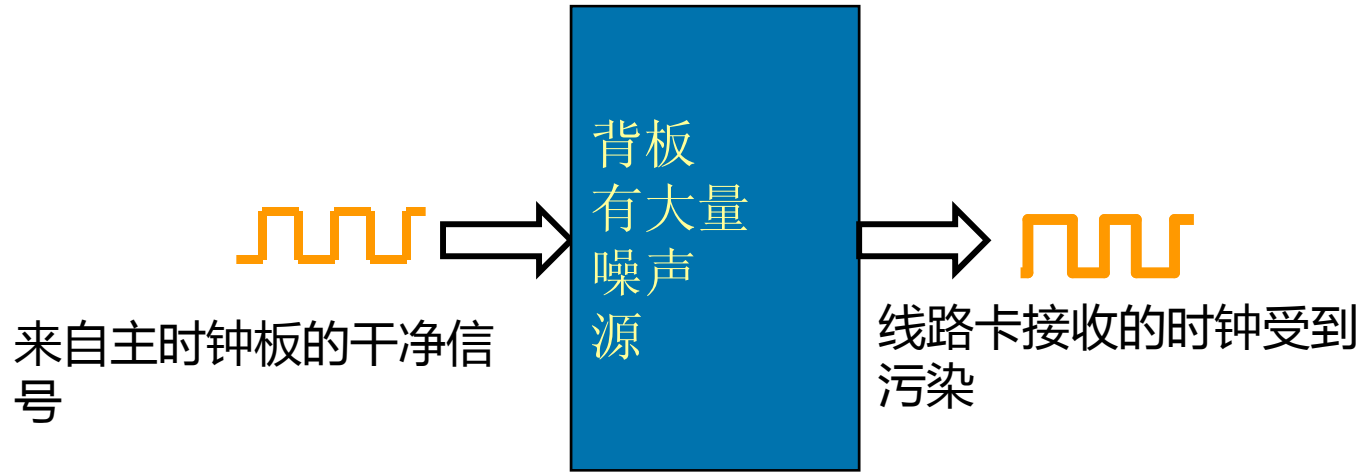 来自主时钟板的干净信
号
背板
有大量
噪声
源
线路卡接收的时钟受到
污染